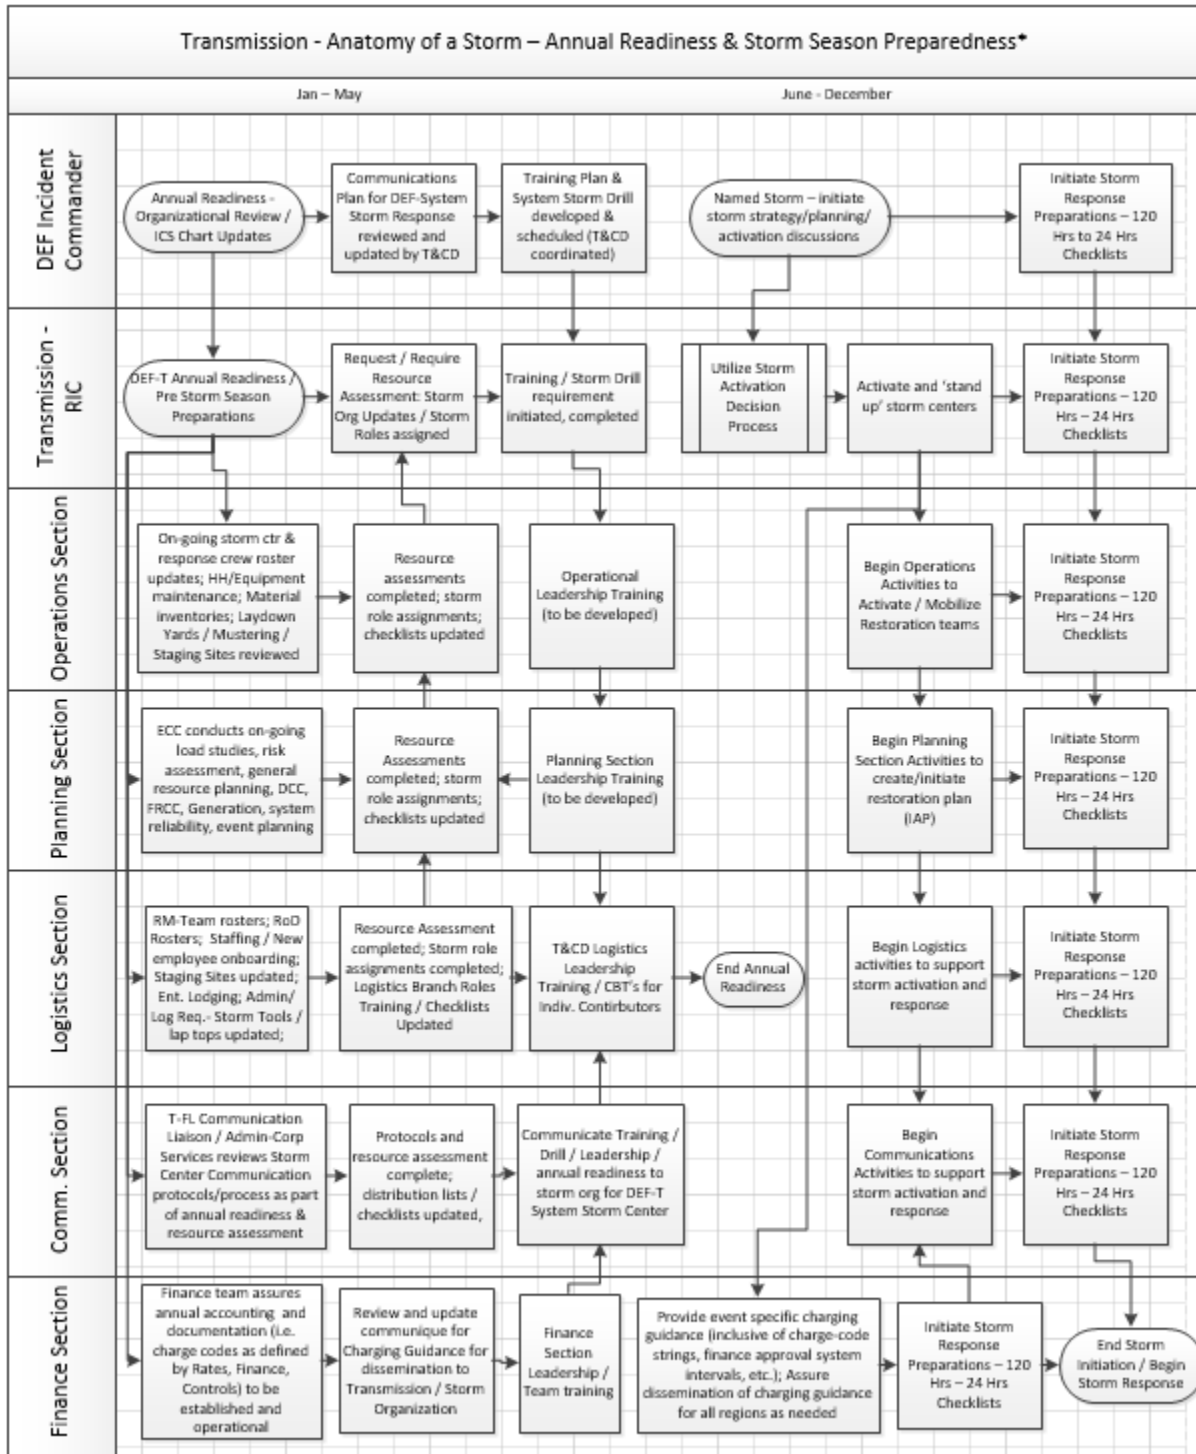 Transmission - Anatomy of a Storm – Annual Readiness & Storm Season Preparedness*
Jan – May
June - December
DEF Incident
Commander
Annual Readiness -
Organizational Review /
ICS Chart Updates
Communications
Plan for DEF-System
Storm Response
reviewed and
updated by T&CD
Training Plan &
System Storm Drill
developed &
scheduled (T&CD
coordinated)
Named Storm – initiate
storm strategy/planning/
activation discussions
Initiate Storm
Response
Preparations – 120
Hrs to 24 Hrs
Checklists
Transmission -
RIC
DEF-T Annual Readiness /
Pre Storm Season
Preparations
Request / Require
Resource
Assessment: Storm
Org Updates / Storm
Roles assigned
Training / Storm Drill
requirement
initiated, completed
Utilize Storm
Activation
Decision
Process
Activate and ‘stand
up’ storm centers
Initiate Storm
Response
Preparations – 120
Hrs – 24 Hrs
Checklists
Operations Section
On-going storm ctr &
response crew roster
updates; HH/Equipment
maintenance; Material
inventories; Laydown
Yards / Mustering /
Staging Sites reviewed
Resource
assessments
completed; storm
role assignments;
checklists updated
Operational
Leadership Training
(to be developed)
Begin Operations
Activities to
Activate / Mobilize
Restoration teams
Initiate Storm
Response
Preparations – 120
Hrs – 24 Hrs
Checklists
Planning Section
ECC conducts on-going
load studies, risk
assessment, general
resource planning, DCC,
FRCC, Generation, system
reliability, event planning
Resource
Assessments
completed; storm
role assignments;
checklists updated
Planning Section
Leadership Training
(to be developed)
Begin Planning
Section Activities to
create/initiate
restoration plan
(IAP)
Initiate Storm
Response
Preparations – 120
Hrs – 24 Hrs
Checklists
Logistics Section
RM-Team rosters; RoD
Rosters; Staffing / New
employee onboarding;
Staging Sites updated;
Ent. Lodging; Admin/
Log Req.- Storm Tools /
lap tops updated;
Resource Assessment
completed; Storm role
assignments completed;
Logistics Branch Roles
Training / Checklists
Updated
T&CD Logistics
Leadership
Training / CBT's for
Indiv. Contirbutors
End Annual
Readiness
Begin Logistics
activities to support
storm activation and
response
Initiate Storm
Response
Preparations – 120
Hrs – 24 Hrs
Checklists
Comm. Section
T-FL Communication
Liaison / Admin-Corp
Services reviews Storm
Center Communication
protocols/process as part
of annual readiness &
resource assessment
Protocols and
resource assessment
complete;
distribution lists /
checklists updated,
Communicate Training /
Drill / Leadership /
annual readiness to
storm org for DEF-T
System Storm Center
Begin
Communications
Activities to support
storm activation and
response
Initiate Storm
Response
Preparations – 120
Hrs – 24 Hrs
Checklists
Finance Section
Finance team assures
annual accounting and
documentation (i.e.
charge codes as defined
by Rates, Finance,
Controls) to be
established and
operational
Review and update
communique for
Charging Guidance for
dissemination to
Transmission / Storm
Organization
Finance
Section
Leadership /
Team training
Provide event specific charging
guidance (inclusive of charge-code
strings, finance approval system
intervals, etc.); Assure
dissemination of charging guidance
for all regions as needed
Initiate Storm
Response
Preparations – 120
Hrs – 24 Hrs
Checklists
End Storm
Initiation / Begin
Storm Response